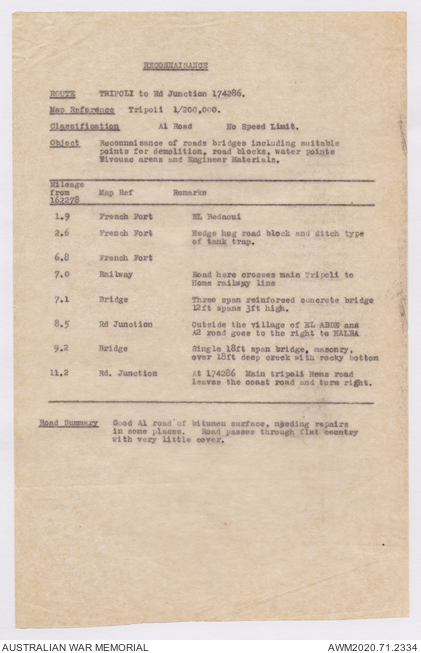 RECONNAISANCE
ROUTE TRIPOLI to Rd Junction 174286.
Map Reference Tripoli 1/200,000.
Classification A1 Road No Speed Limit.
Object Reconnaisance of roads bridges including suitable
points for demolition, road blocks, water points
Bivouac areas and Engineer Materials.
Mileage
from Map Ref Remarks
162278
1.9 French Fort EL Bedaoui
2.6 French Fort Hedge hog road block and ditch type
of tank trap.
6.8 French Fort
7.0 Railway Road here crosses main Tripoli to
Homs railway line
7.1 Bridge Three span reinforced concrete bridge
12ft spans 3ft high.
8.5 Rd Junction Outside the village of EL ABDE and
A2 road goes to the right to HALBA
9.2 Bridge Single 18ft span bridge, masonry,
over 18ft deep creek with rocky bottom
11.2 Rd. Junction At 174286 Main tripoli Homs road
leaves the coast road and turn right.
Road Summary Good A1 road of bitumen surface, needing repairs
in some places. Road passes through flat country
with very little cover.
AUSTRALIAN WAR MEMORIAL AWM2020.71.2334